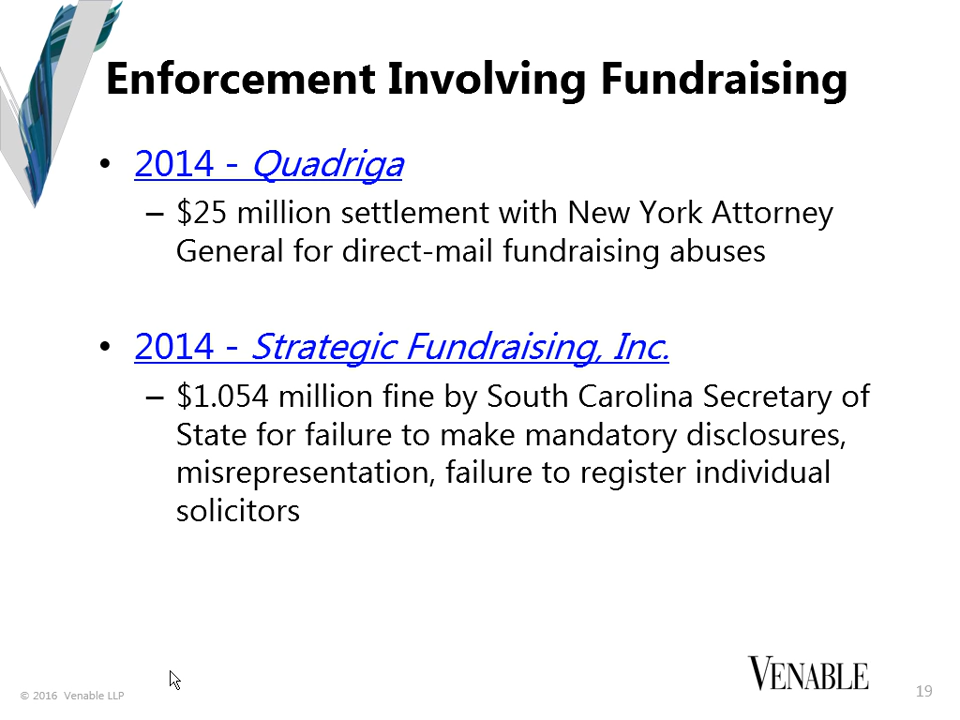 Enforcement Involving Fundraising
• 2014 - Quadriga
– $25 million settlement with New York Attorney
General for direct-mail fundraising abuses
• 2014 - Strategic Fundraising, Inc.
– $1.054 million fine by South Carolina Secretary of
State for failure to make mandatory disclosures,
misrepresentation, failure to register individual
solicitors
© 2016 Venable LLP
VENABLE
19